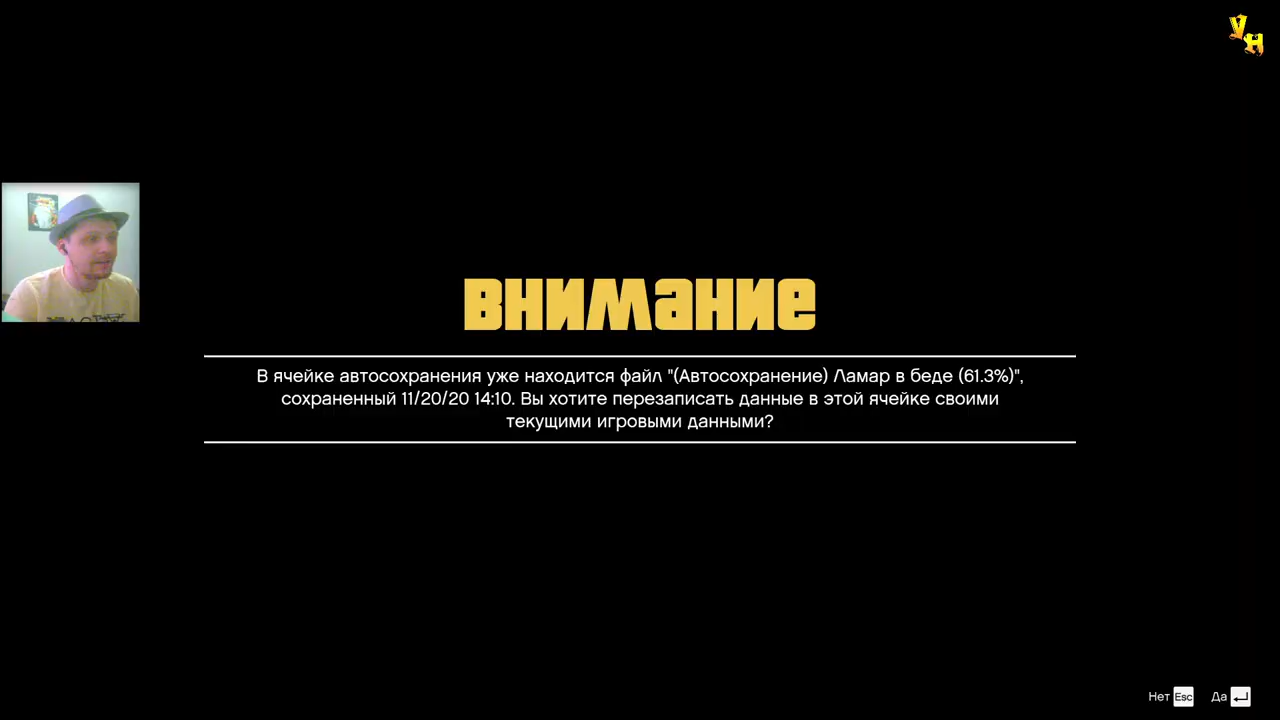 УН
внимание
В ячейке автосохранения уже находится файл "(Автосохранение) Ламар в беде (61.3%)",
сохраненный 11/20/20 14:10. Вы хотите перезаписать данные в этой ячейке своими
текущими игровыми данными?
Нет Esc Да